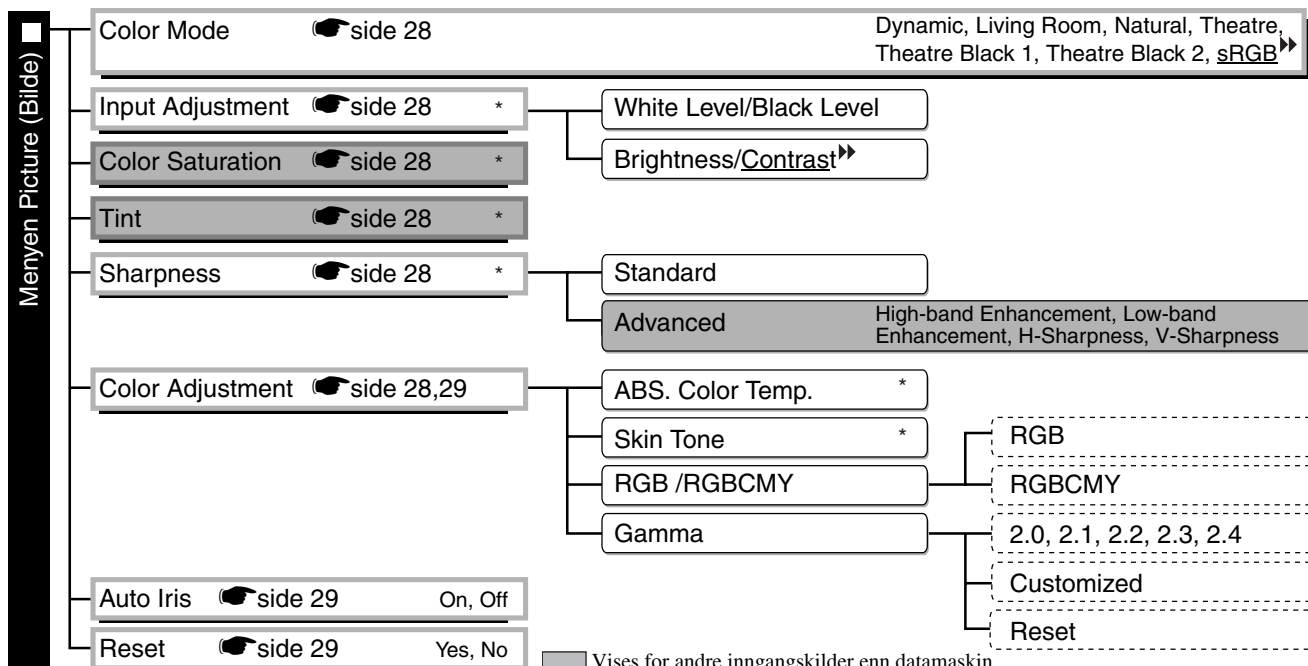 Menyen Picture (Bilde)
Color Mode side 28 Dynamic, Living Room, Natural, Theatre,
Theatre Black 1, Theatre Black 2, sRGB
Input Adjustment side 28 *
White Level/Black Level
Brightness/Contrast
Color Saturation side 28 *
Tint side 28 *
Sharpness side 28 *
Standard
Advanced High-band Enhancement, Low-band
Enhancement, H-Sharpness, V-Sharpness
Color Adjustment side 28,29
ABS. Color Temp. *
Skin Tone *
RGB /RGBCMY
RGB
RGBCMY
Gamma
2.0, 2.1, 2.2, 2.3, 2.4
Customized
Reset
Auto Iris side 29 On, Off
Reset side 29 Yes, No
Vises for andre inngangskilder enn datamaskin